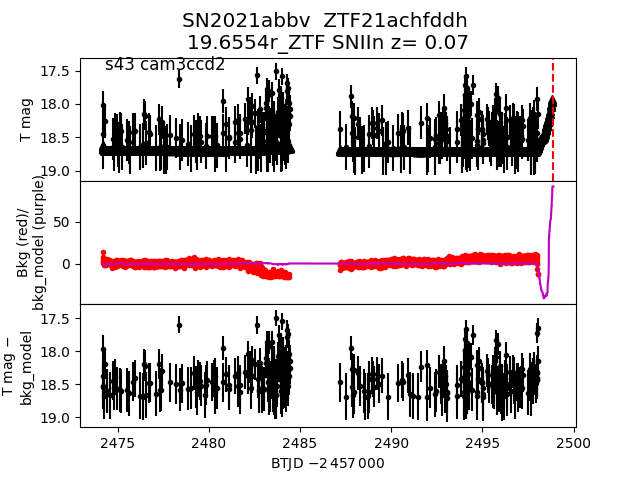 SN2021abbv ZTF21achfddh
19.6554r_ZTF SNIIn z= 0.07
s43 cam3ccd2
T mag
17.5
18.0
18.5
19.0
Bkg (red)/
bkg_model (purple)
50
0
T mag −
bkg_model
17.5
18.0
18.5
19.0
2475 2480 2485 2490 2495 2500
BTJD −2 457 000